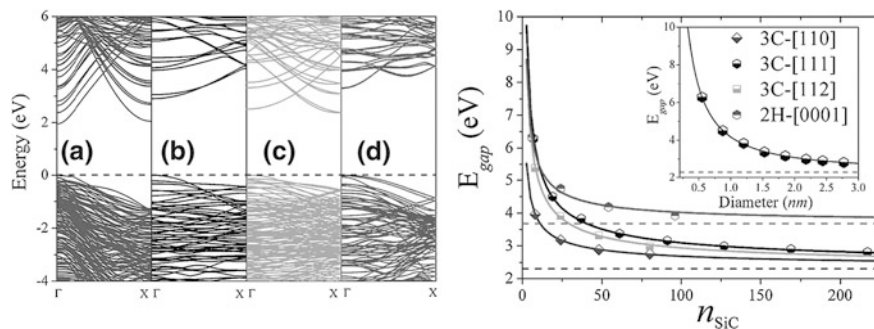 Energy (eV)
6
4
2
0
-2
-4
(a)
(b)
(c)
(d)
Γ
X Γ
X Γ
X Γ
X
E_gap (eV)
10
9
8
7
6
5
4
3
2
0
50
100
150
200
n_SiC
3C-[110]
3C-[111]
3C-[112]
2H-[0001]
E_gap (eV)
10
8
6
4
2
0.5 1.0 1.5 2.0 2.5 3.0
Diameter (nm)